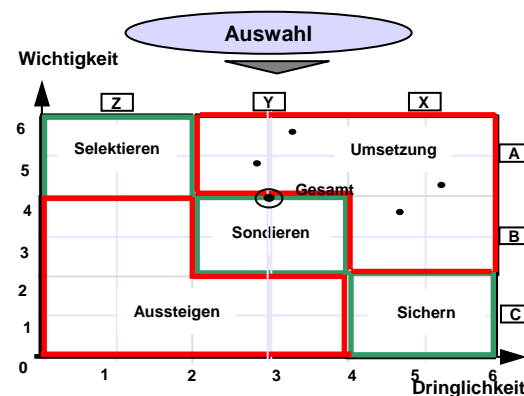 Auswahl
Wichtigkeit
Z Y X
6
Selektieren Umsetzung A
5
Gesamt
4
Sondieren B
3
2
Aussteigen Sichern C
1
0
1 2 3 4 5 6
Dringlichkeit